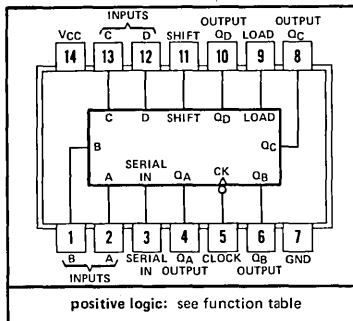 INPUTS
OUTPUT
OUTPUT
VCC C D SHIFT QD LOAD QC
14 13 12 11 10 9 8
C D SHIFT QD LOAD
B QC
SERIAL
A IN QA CK QB
1 2 3 4 5 6 7
B A SERIAL QA CLOCK QB GND
INPUTS IN OUTPUT OUTPUT
positive logic: see function table